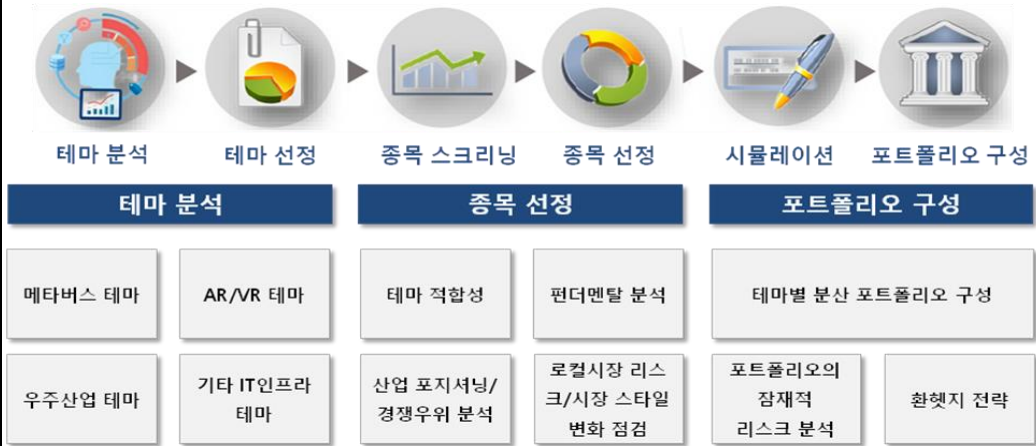 테마 분석
테마 선정
종목 스크리닝
종목 선정
시뮬레이션
포트폴리오 구성
테마 분석
종목 선정
포트폴리오 구성
메타버스 테마
AR/VR 테마
테마 적합성
펀더멘탈 분석
테마별 분산 포트폴리오 구성
우주산업 테마
기타 IT인프라
테마
산업 포지셔닝/
경쟁우위 분석
로컬시장 리스
크/시장 스타일
변화 점검
포트폴리오의
잠재적
리스크 분석
환헷지 전략